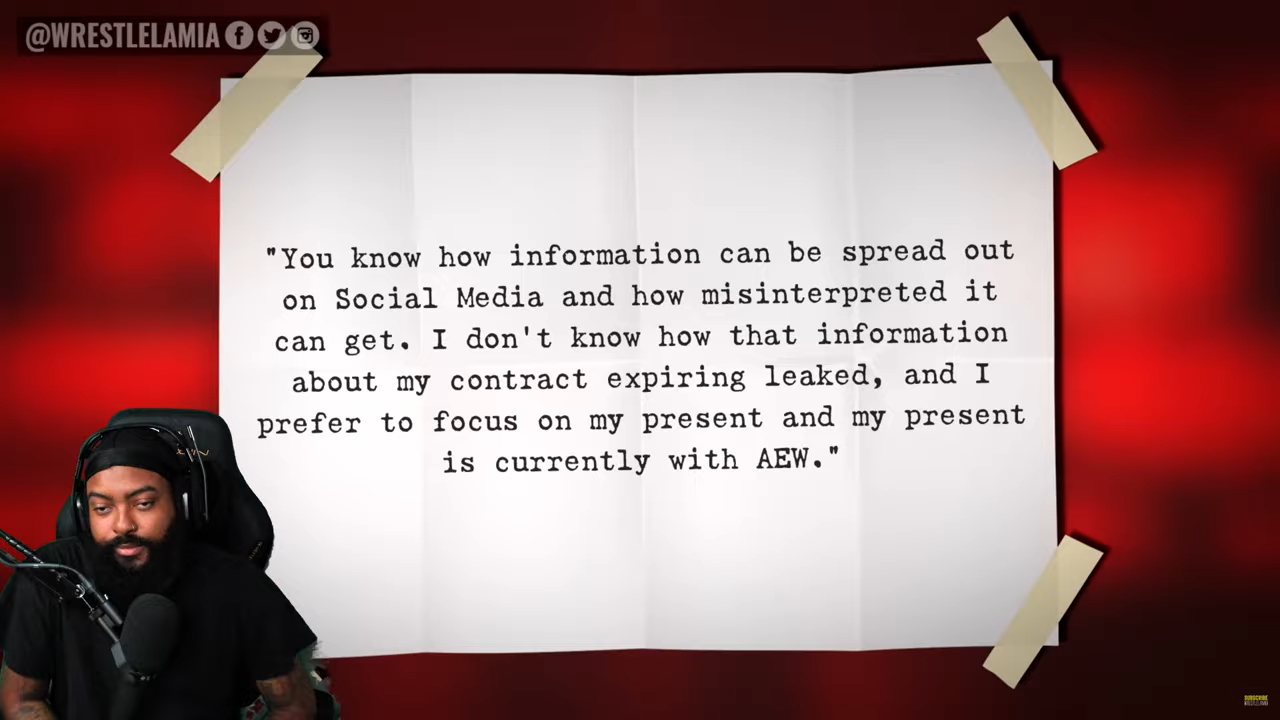 @WRESTLELAMIA
"You know how information can be spread out
on Social Media and how misinterpreted it
can get. I don't know how that information
about my contract expiring leaked, and I
prefer to focus on my present and my present
is currently with AEW."
SUBSCRIBE
WRESTLELAMIA